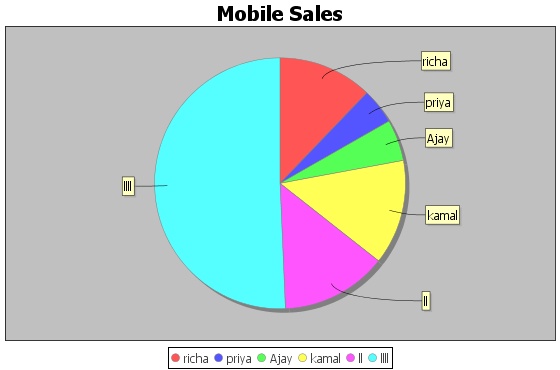 Mobile Sales
richa
priya
Ajay
llll
kamal
ll
richa priya Ajay kamal ll llll